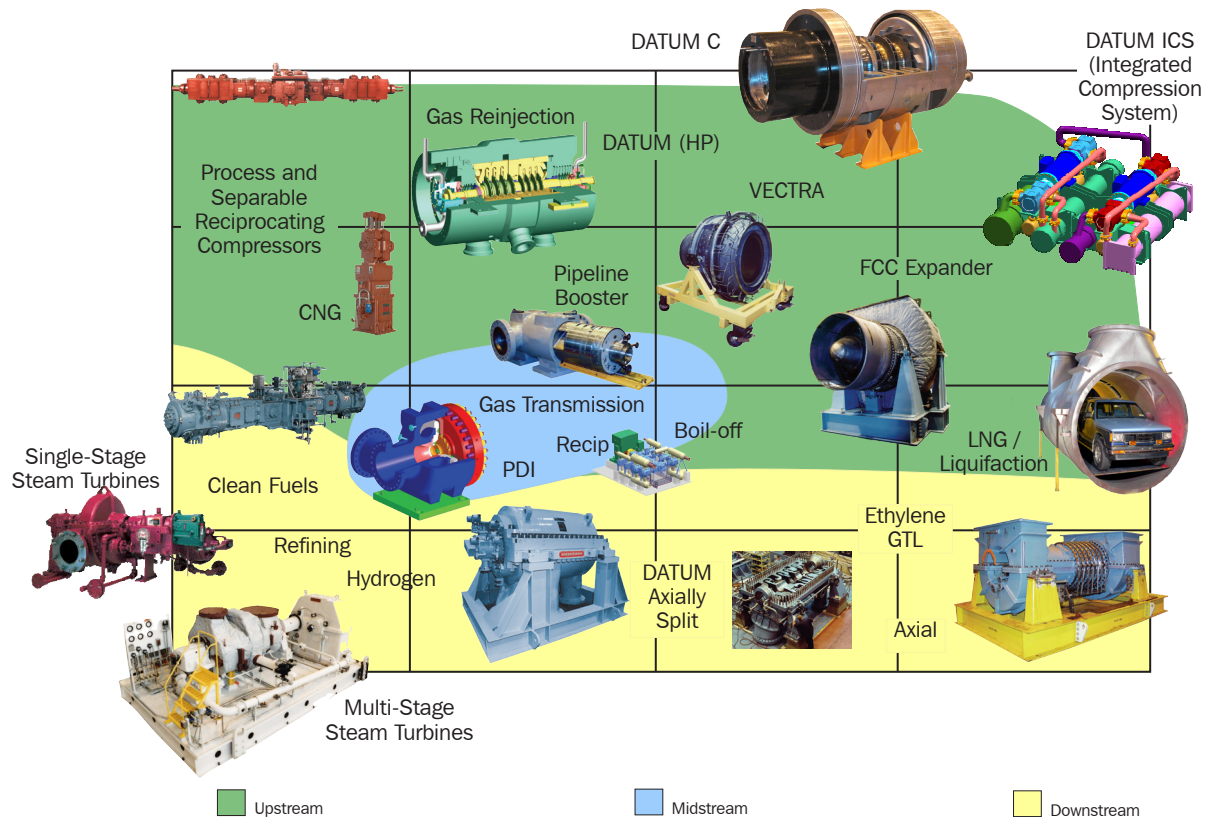 DATUM C
DATUM ICS
(Integrated
Compression
System)
Gas Reinjection
DATUM (HP)
Process and
Separable
Reciprocating
Compressors
VECTRA
CNG
Pipeline
Booster
FCC Expander
Gas Transmission
Recip
Boil-off
PDI
LNG /
Liquifaction
Single-Stage
Steam Turbines
Clean Fuels
Refining
Hydrogen
DATUM
Axially
Split
Ethylene
GTL
Axial
Multi-Stage
Steam Turbines
Upstream
Midstream
Downstream